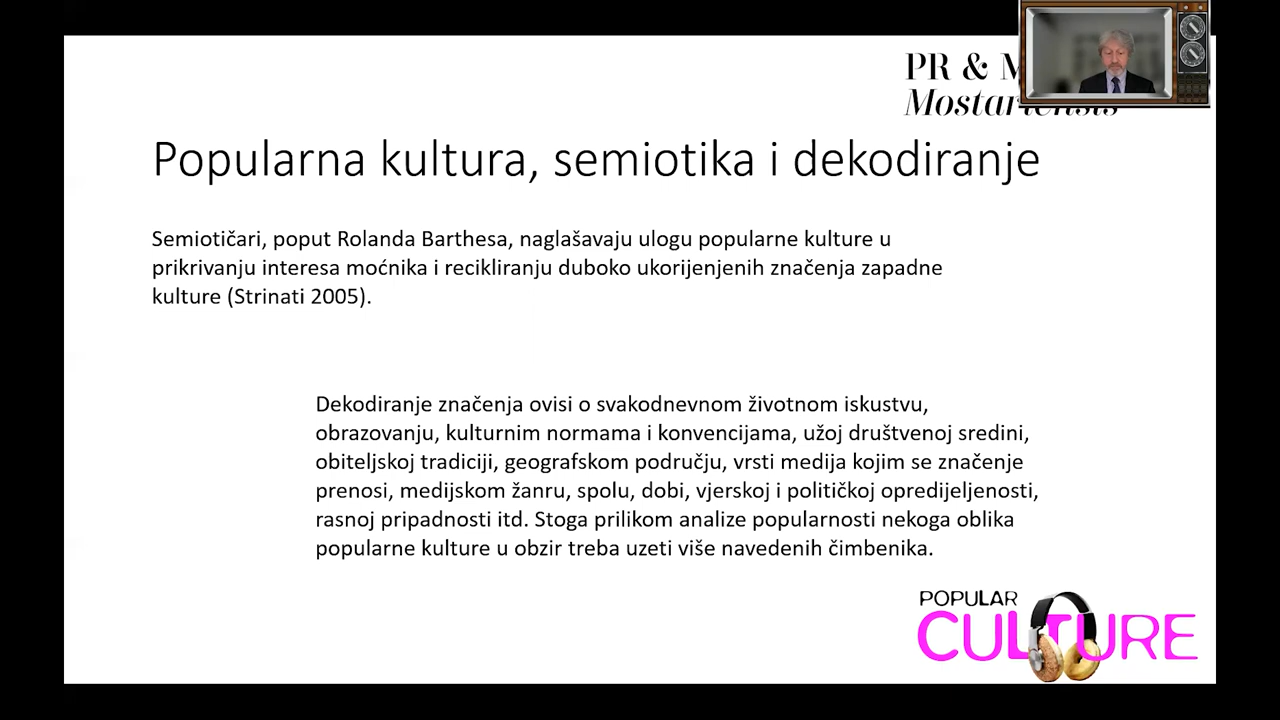 PR &
Popularna kultura, semiotika i dekodiranje
Semiotičari, poput Rolanda Barthesa, naglašavaju ulogu popularne kulture u
prikrivanju interesa moćnika i recikliranju duboko ukorijenjenih značenja zapadne
kulture (Strinati 2005).
Dekodiranje značenja ovisi o svakodnevnom životnom iskustvu,
obrazovanju, kulturnim normama i konvencijama, užoj društvenoj sredini,
obiteljskoj tradiciji, geografskom području, vrsti medija kojim se značenje
prenosi, medijskom žanru, spolu, dobi, vjerskoj i političkoj opredijeljenosti,
rasnoj pripadnosti itd. Stoga prilikom analize popularnosti nekoga oblika
popularne kulture u obzir treba uzeti više navedenih čimbenika.
POPULAR
CULTURE